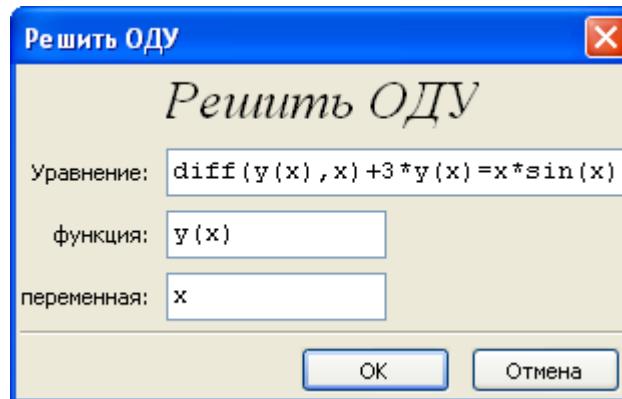 Решить ОДУ
Решить ОДУ
Уравнение: diff(y(x),x)+3*y(x)=x*sin(x)
функция: y(x)
переменная: x
OK Отмена